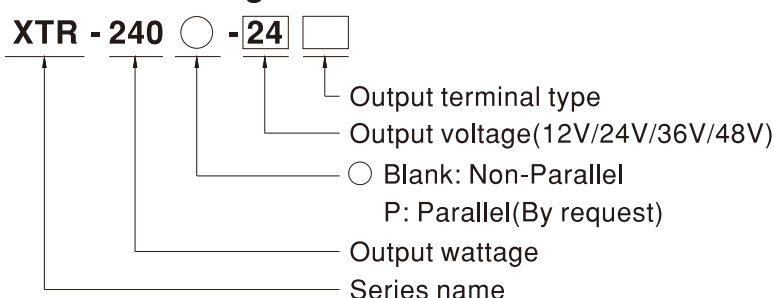 XTR - 240 ○ - 24 □
Output terminal type
Output voltage(12V/24V/36V/48V)
○ Blank: Non-Parallel
P: Parallel(By request)
Output wattage
Series name